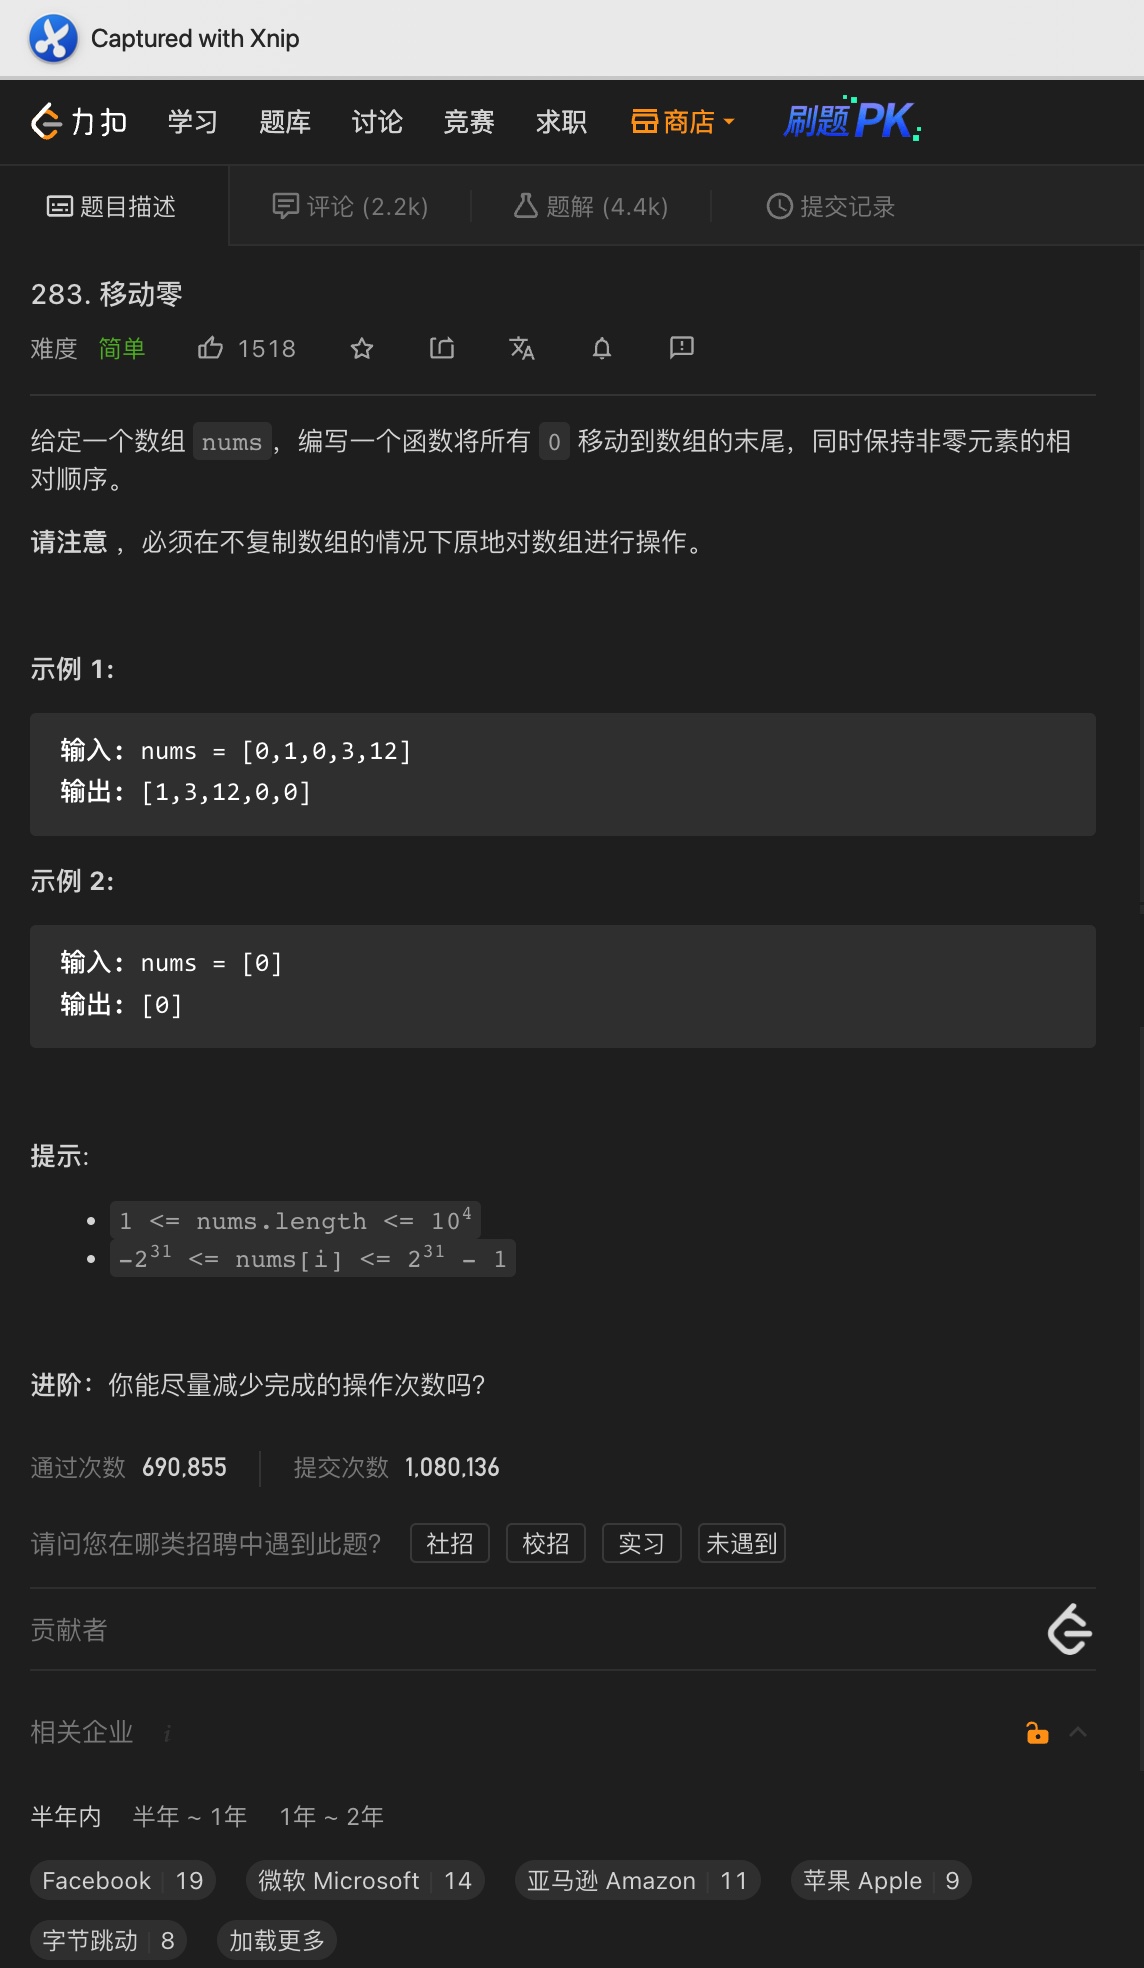 Captured with Xnip
力扣 学习 题库 讨论 竞赛 求职 商店 刷题PK
题目描述 评论 (2.2k) 题解 (4.4k) 提交记录
283. 移动零
难度 简单 1518
给定一个数组 nums，编写一个函数将所有 0 移动到数组的末尾，同时保持非零元素的相
对顺序。
请注意 ，必须在不复制数组的情况下原地对数组进行操作。
示例 1:
输入: nums = [0,1,0,3,12]
输出: [1,3,12,0,0]
示例 2:
输入: nums = [0]
输出: [0]
提示:
• 1 <= nums.length <= 10⁴
• -2³¹ <= nums[i] <= 2³¹ - 1
进阶：你能尽量减少完成的操作次数吗？
通过次数 690,855 提交次数 1,080,136
请问您在哪类招聘中遇到此题？ 社招 校招 实习 未遇到
贡献者
相关企业 i
半年内 半年 ~ 1年 1年 ~ 2年
Facebook 19 微软 Microsoft 14 亚马逊 Amazon 11 苹果 Apple 9
字节跳动 8 加载更多